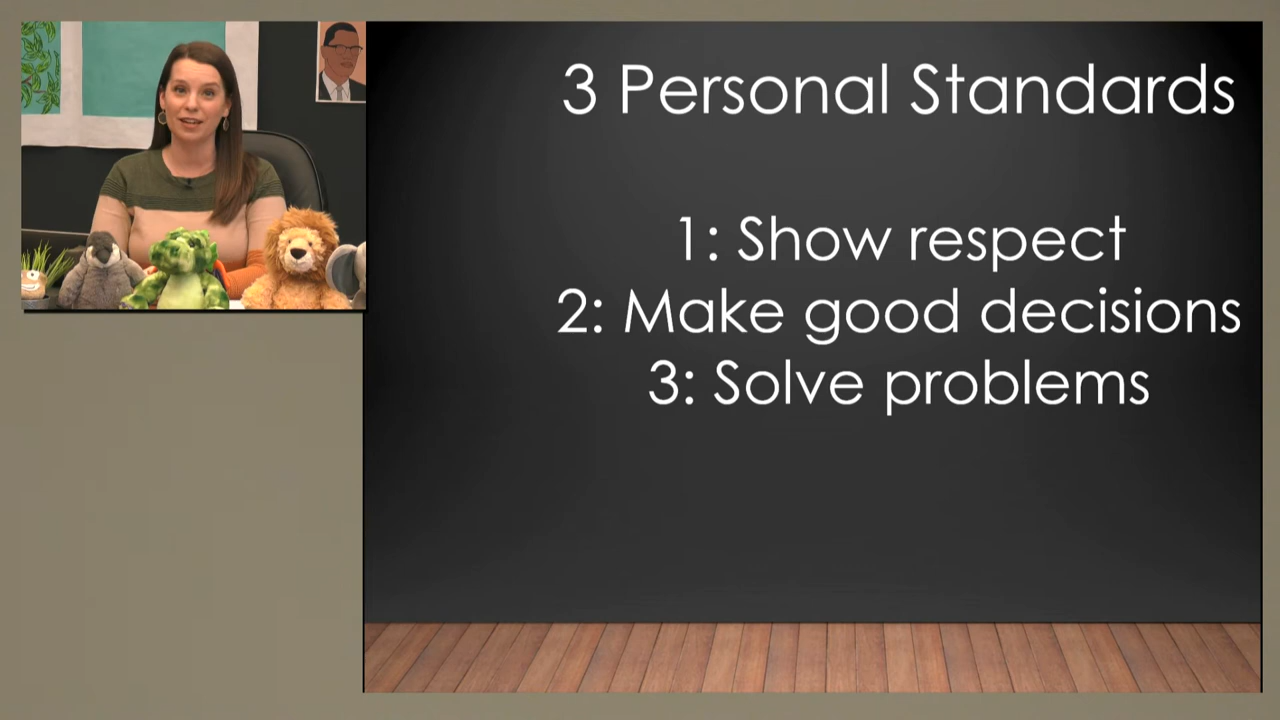 3 Personal Standards
1: Show respect
2: Make good decisions
3: Solve problems